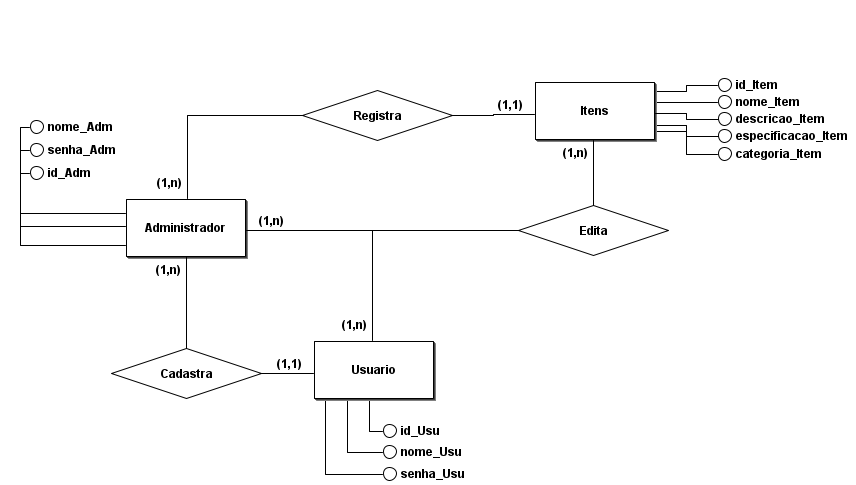 id_Item
nome_Item
(1,1)
Itens
Registra
descricao_Item
nome_Adm
especificacao_Item
senha_Adm
(1,n)
categoria_Item
id_Adm
(1,n)
Administrador
(1,n)
Edita
(1,n)
(1,n)
Cadastra
(1,1)
Usuario
id_Usu
nome_Usu
senha_Usu